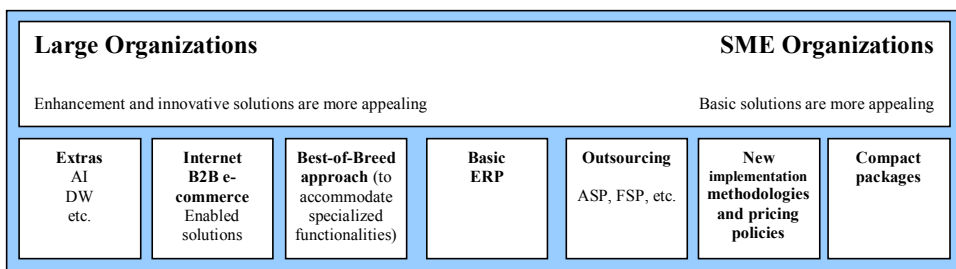 Large Organizations
SME Organizations
Enhancement and innovative solutions are more appealing
Basic solutions are more appealing
Extras
AI
DW
etc.
Internet
B2B e-
commerce
Enabled
solutions
Best-of-Breed
approach (to
accommodate
specialized
functionalities)
Basic
ERP
Outsourcing
ASP, FSP, etc.
New
implementation
methodologies
and pricing
policies
Compact
packages